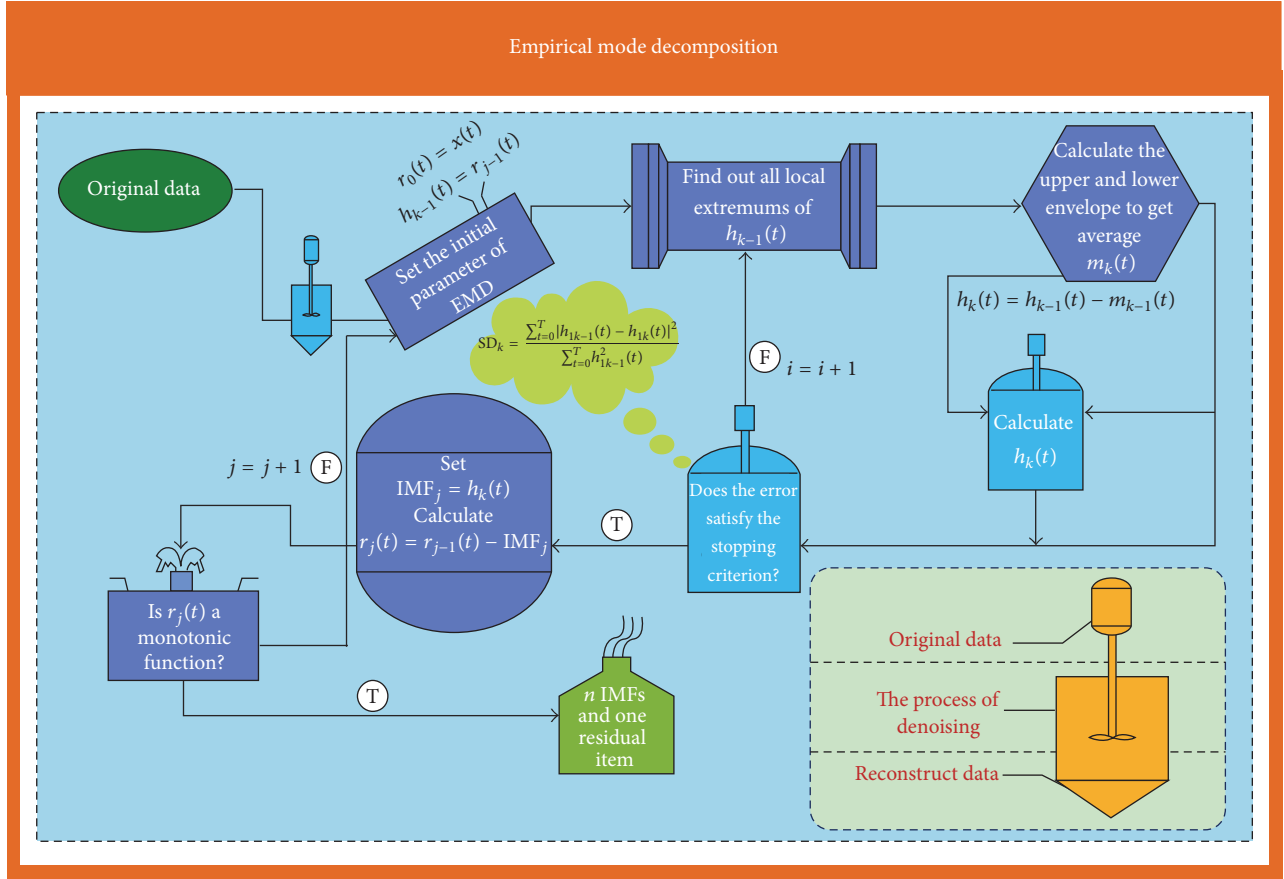 Empirical mode decomposition
Original data
r₀(t) = x(t)
hₖ₋₁(t) = rⱼ₋₁(t)
Set the initial
parameter of
EMD
Find out all local
extremums of
hₖ₋₁(t)
Calculate the
upper and lower
envelope to get
average
mₖ(t)
hₖ(t) = hₖ₋₁(t) − mₖ₋₁(t)
Calculate
hₖ(t)
SDₖ = ∑ᵀₜ₌₀|h₁ₖ₋₁(t) − h₁ₖ(t)|² / ∑ᵀₜ₌₀h²₁ₖ₋₁(t)
F
i = i + 1
Does the error
satisfy the
stopping
criterion?
T
Set
IMFⱼ = hₖ(t)
Calculate
rⱼ(t) = rⱼ₋₁(t) − IMFⱼ
j = j + 1
F
Is rⱼ(t) a
monotonic
function?
T
n IMFs
and one
residual
item
Original data
The process of
denoising
Reconstruct data